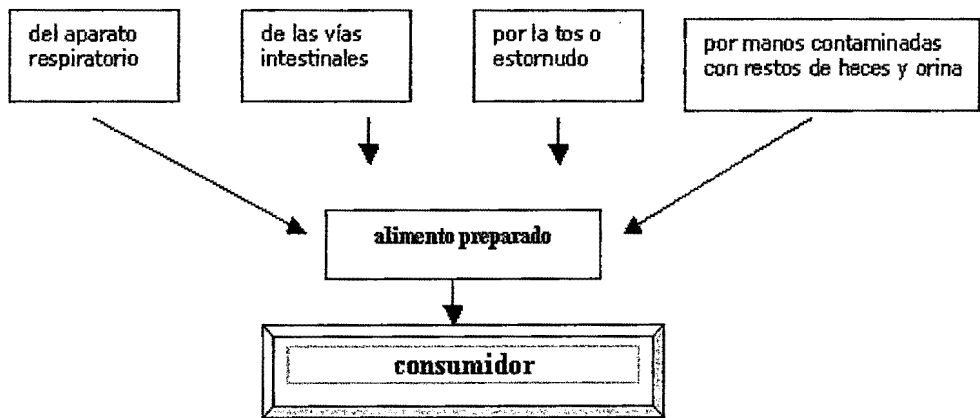 del aparato
respiratorio
de las vías
intestinales
por la tos o
estornudo
por manos contaminadas
con restos de heces y orina
alimento preparado
consumidor